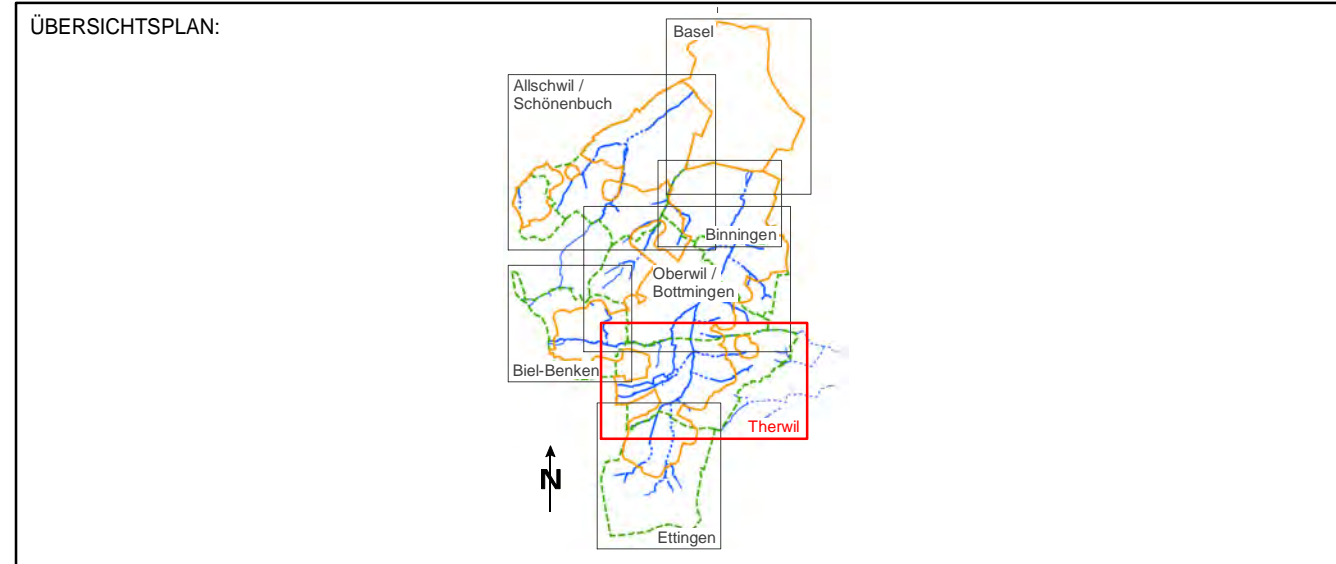 ÜBERSICHTSPLAN:
Basel
Allschwil /
Schönenbuch
Binningen
Oberwil /
Bottmingen
Biel-Benken
Therwil
N
Ettingen